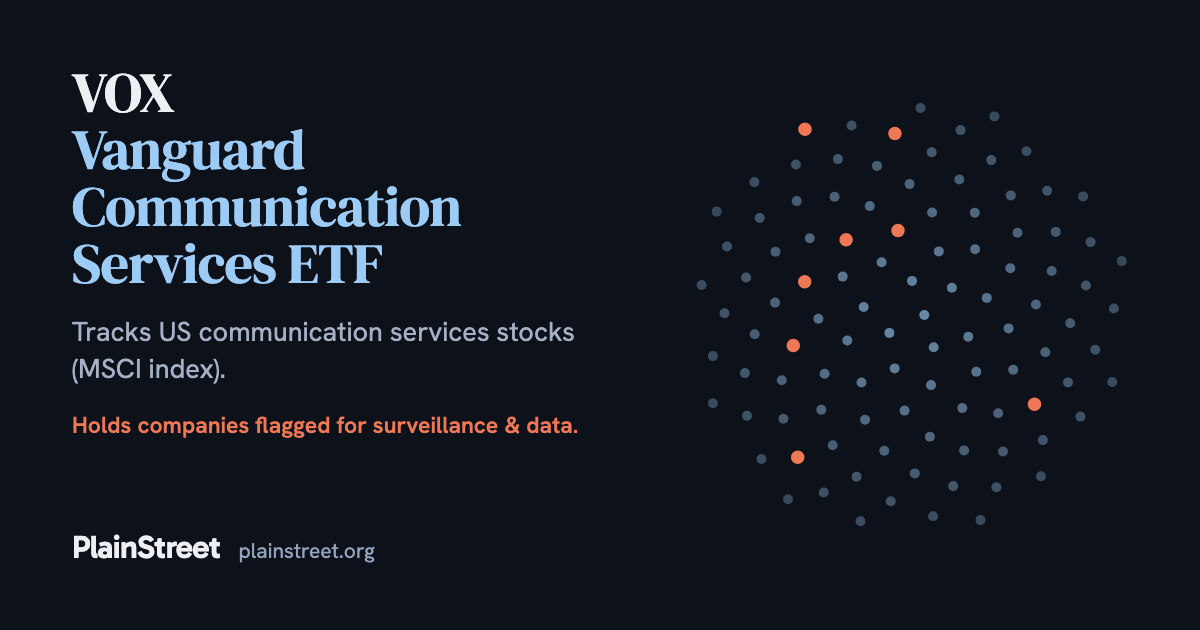 VOX
Vanguard
Communication
Services ETF
Tracks US communication services stocks
(MSCI index).
Holds companies flagged for surveillance & data.
PlainStreet plainstreet.org